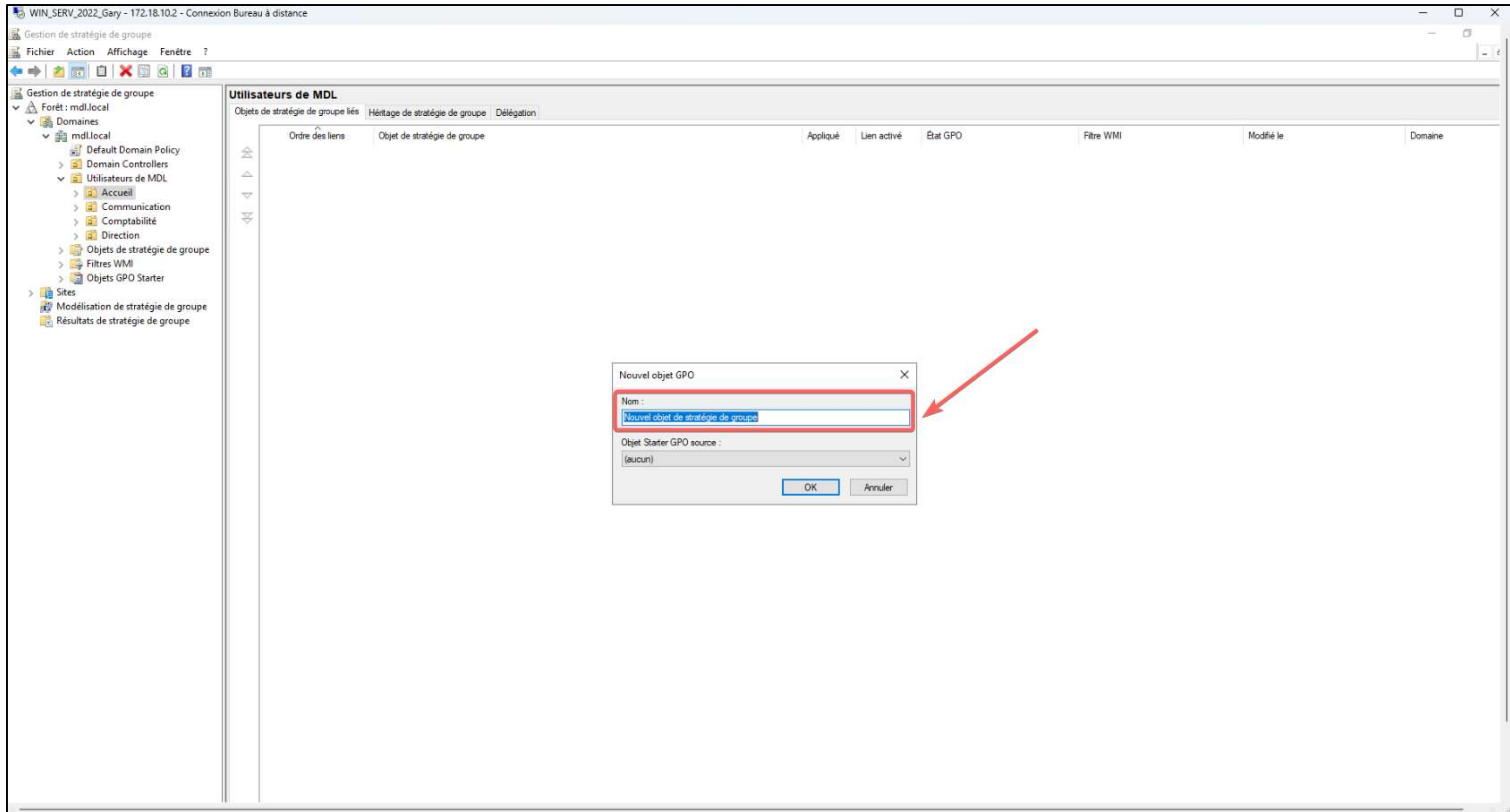 WIN_SERV_2022_Gary - 172.18.10.2 - Connexion Bureau à distance
Gestion de stratégie de groupe
Fichier Action Affichage Fenêtre ?
Gestion de stratégie de groupe
Forêt : mdl.local
Domaines
mdl.local
Default Domain Policy
Domain Controllers
Utilisateurs de MDL
Accueil
Communication
Comptabilité
Direction
Objets de stratégie de groupe
Filtres WMI
Objets GPO Starter
Sites
Modélisation de stratégie de groupe
Résultats de stratégie de groupe
Utilisateurs de MDL
Objets de stratégie de groupe liés Héritage de stratégie de groupe Délégation
Ordre des liens Objet de stratégie de groupe Appliqué Lien activé État GPO Filtre WMI Modifié le Domaine
Nouvel objet GPO
Nom :
Nouvel objet de stratégie de groupe
Objet Starter GPO source :
(aucun)
OK Annuler